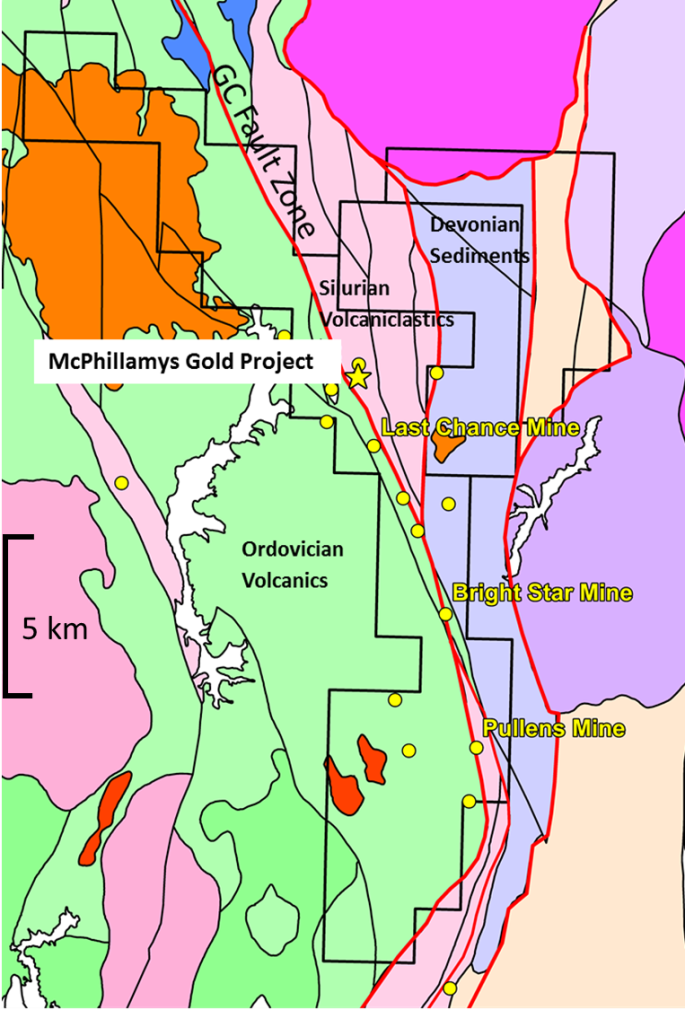 GC Fault Zone
Devonian
Sediments
Silurian
Volcaniclastics
McPhillamys Gold Project
Last Chance Mine
Ordovician
Volcanics
Bright Star Mine
5 km
Pullens Mine